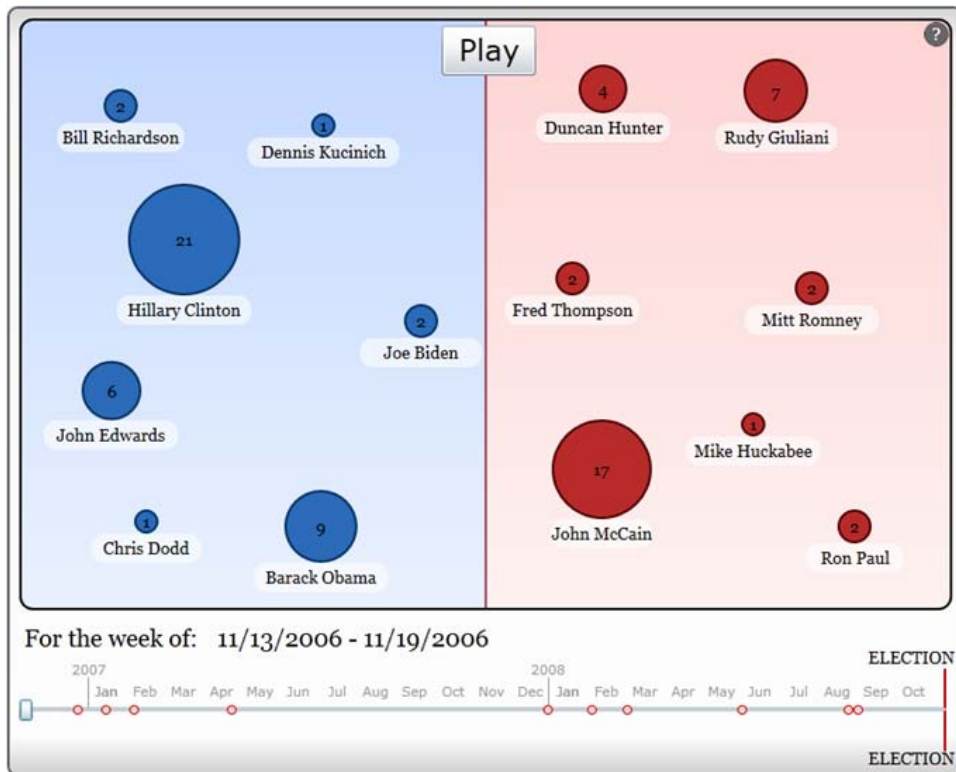 Play
?
2
Bill Richardson
1
Dennis Kucinich
21
Hillary Clinton
2
Joe Biden
6
John Edwards
1
Chris Dodd
9
Barack Obama
4
Duncan Hunter
7
Rudy Giuliani
2
Fred Thompson
2
Mitt Romney
1
Mike Huckabee
17
John McCain
2
Ron Paul
For the week of: 11/13/2006 - 11/19/2006
ELECTION
2007 2008
Jan Feb Mar Apr May Jun Jul Aug Sep Oct Nov Dec Jan Feb Mar Apr May Jun Jul Aug Sep Oct
ELECTION